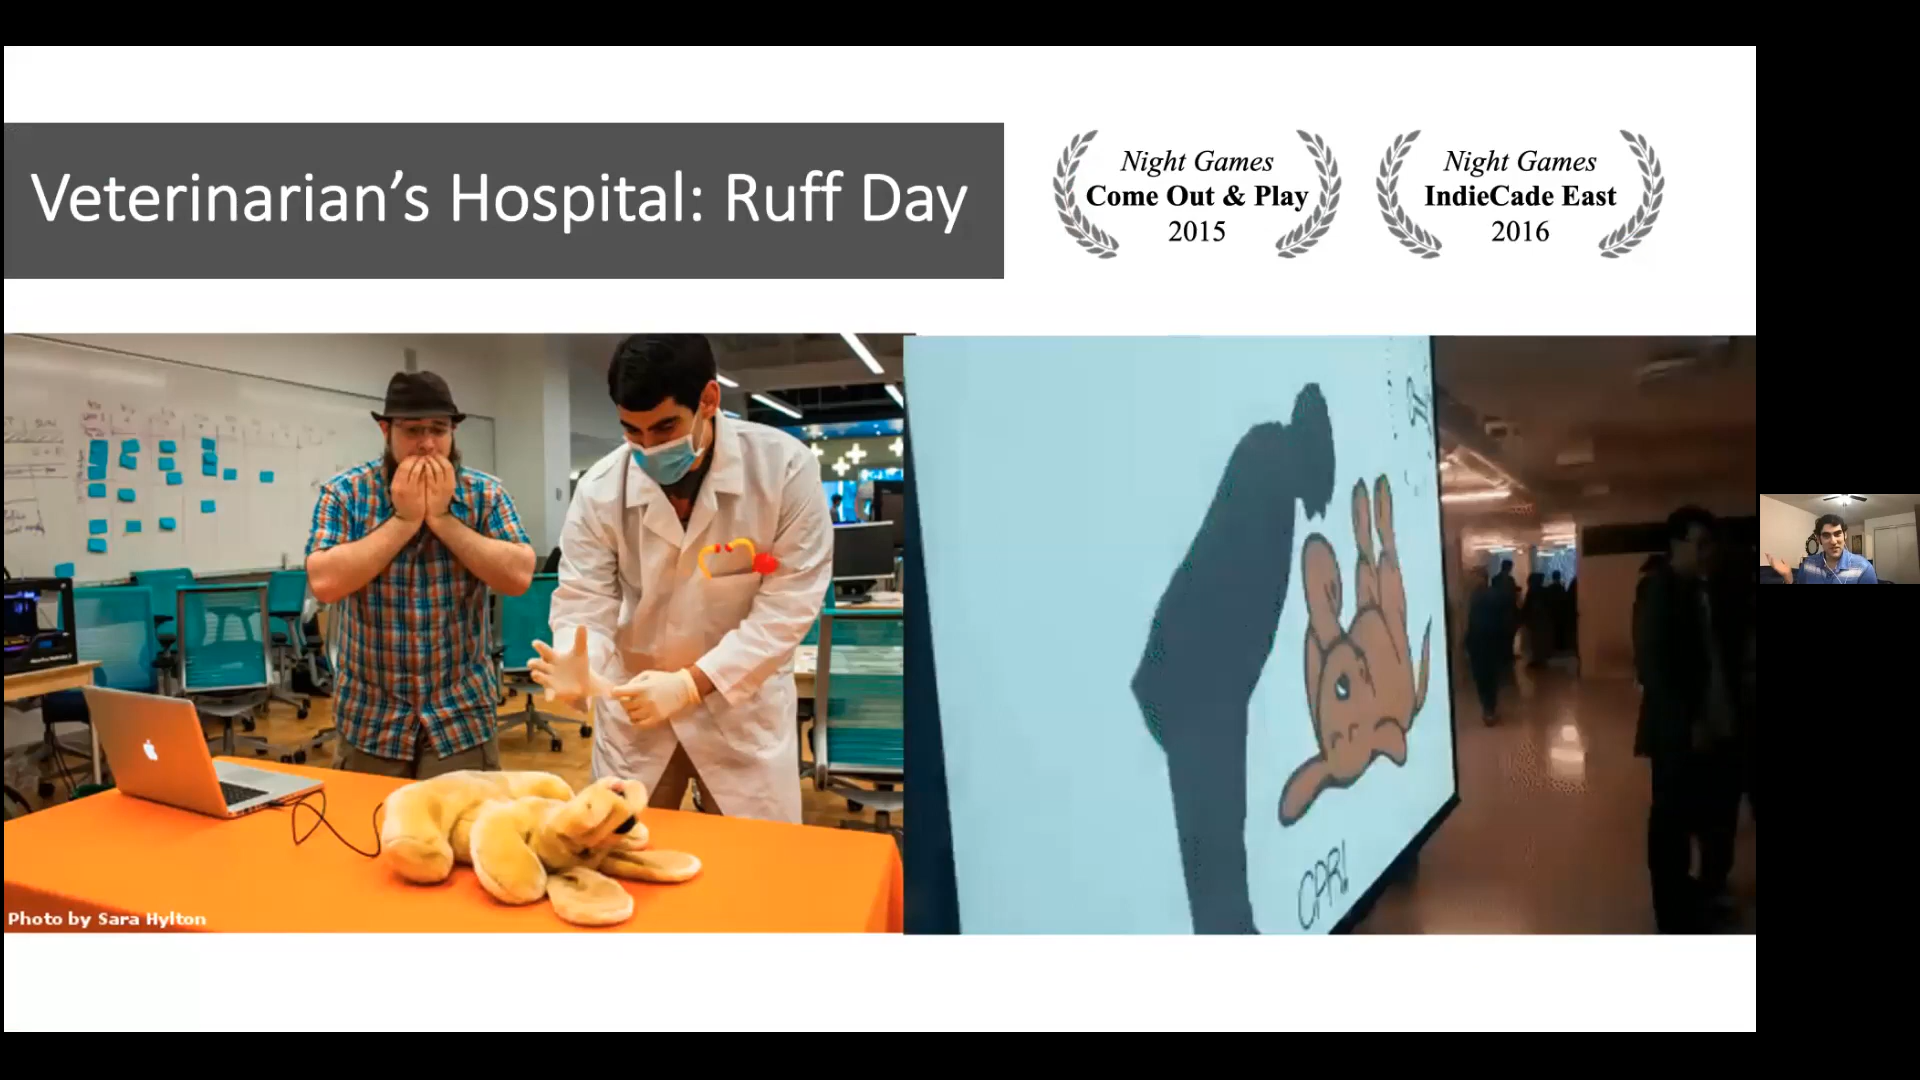 Veterinarian's Hospital: Ruff Day
Night Games
Come Out & Play
2015
Night Games
IndieCade East
2016
CPR!
Photo by Sara Hylton